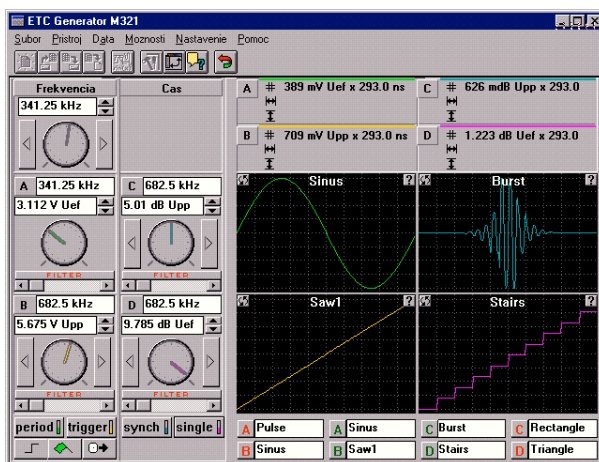 ETC Generator M321
Subor Pristroj Data Moznosti Nastavenie Pomoc
Frekvencia
Cas
341.25 kHz
A 341.25 kHz
3.112 V Uef
FILTER
C 682.5 kHz
5.01 dB Upp
FILTER
B 682.5 kHz
5.675 V Upp
FILTER
D 682.5 kHz
9.785 dB Uef
FILTER
period trigger synch single
A # 389 mV Uef x 293.0 ns
C # 626 mdB Upp x 293.0
B # 709 mV Upp x 293.0 ns
D # 1.223 dB Uef x 293.0
Sinus ?
Burst ?
Saw1 ?
Stairs ?
A Pulse A Sinus C Burst C Rectangle
B Sinus B Saw1 D Stairs D Triangle